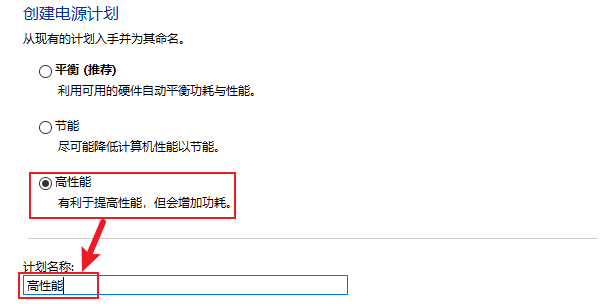 创建电源计划
从现有的计划入手并为其命名。
平衡 (推荐)
利用可用的硬件自动平衡功耗与性能。
节能
尽可能降低计算机性能以节能。
高性能
有利于提高性能，但会增加功耗。
计划名称:
高性能